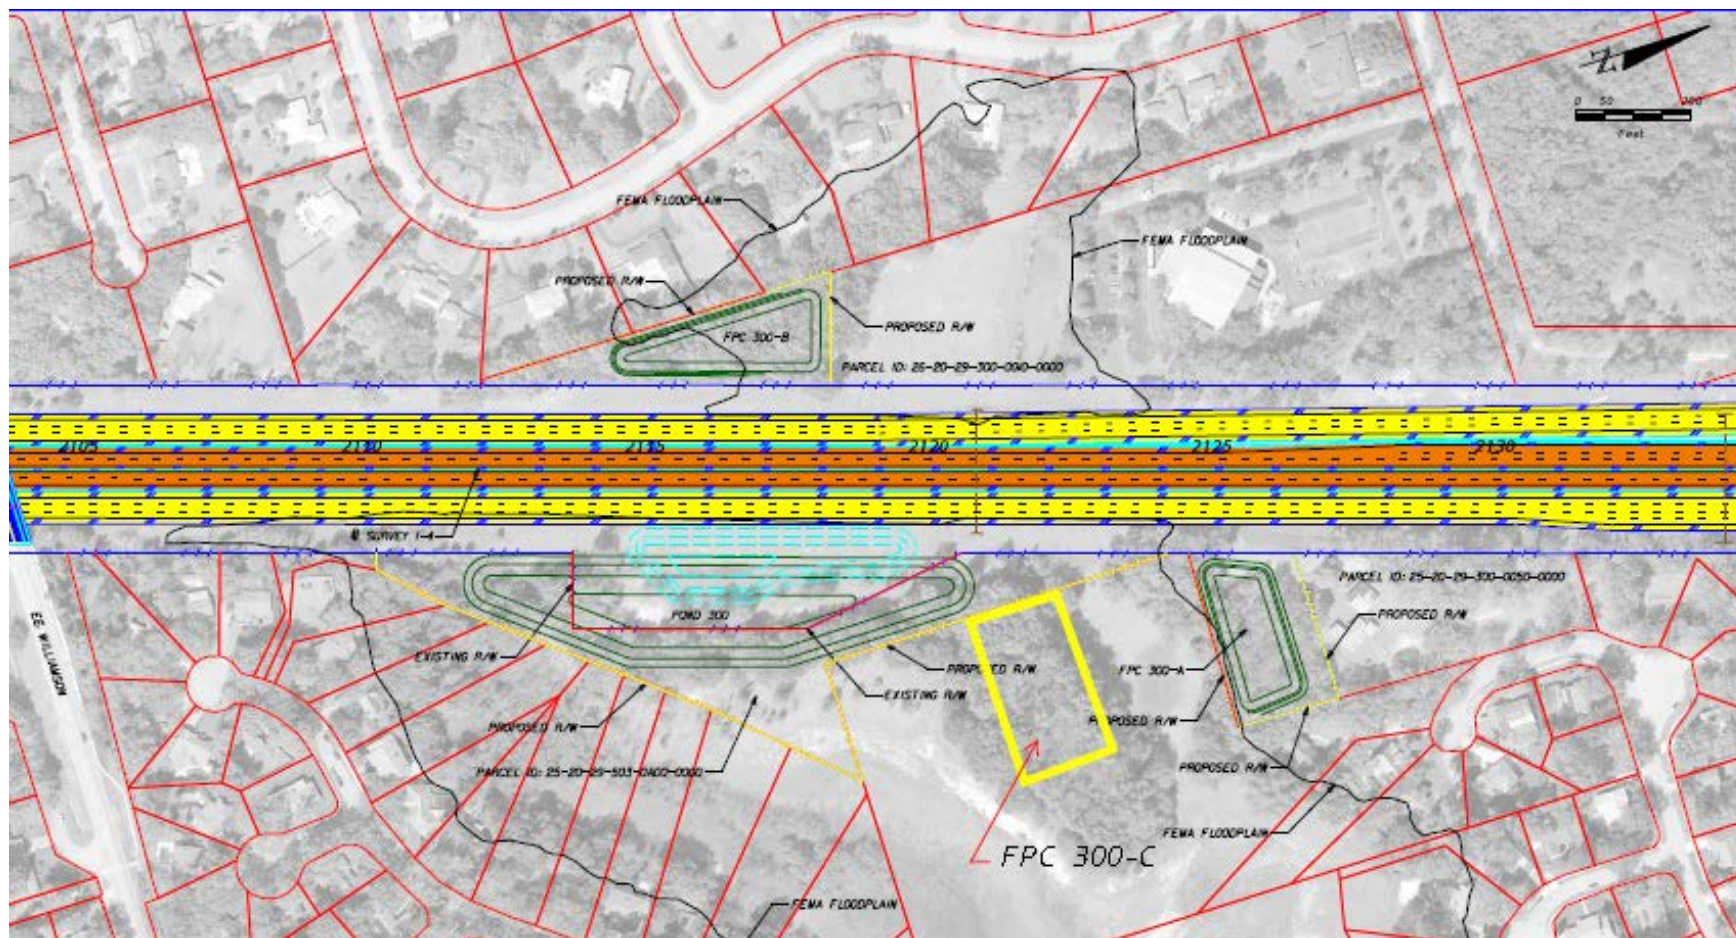 N
0 50 200
Feet
FEMA FLOODPLAIN
FEMA FLOODPLAIN
PROPOSED R/W
FPC 300-B
PROPOSED R/W
PARCEL ID: 26-20-29-300-0010-0000
2105 2110 2115 2120 2125 2130
SURVEY I-4
PARCEL ID: 25-20-29-300-0050-0000
POND 300
PROPOSED R/W
EE WILLIAMSON
EXISTING R/W
PROPOSED R/W
FPC 300-A
EXISTING R/W
PROPOSED R/W
PROPOSED R/W
PARCEL ID: 25-20-29-503-0A00-0000
PROPOSED R/W
FEMA FLOODPLAIN
FPC 300-C
FEMA FLOODPLAIN